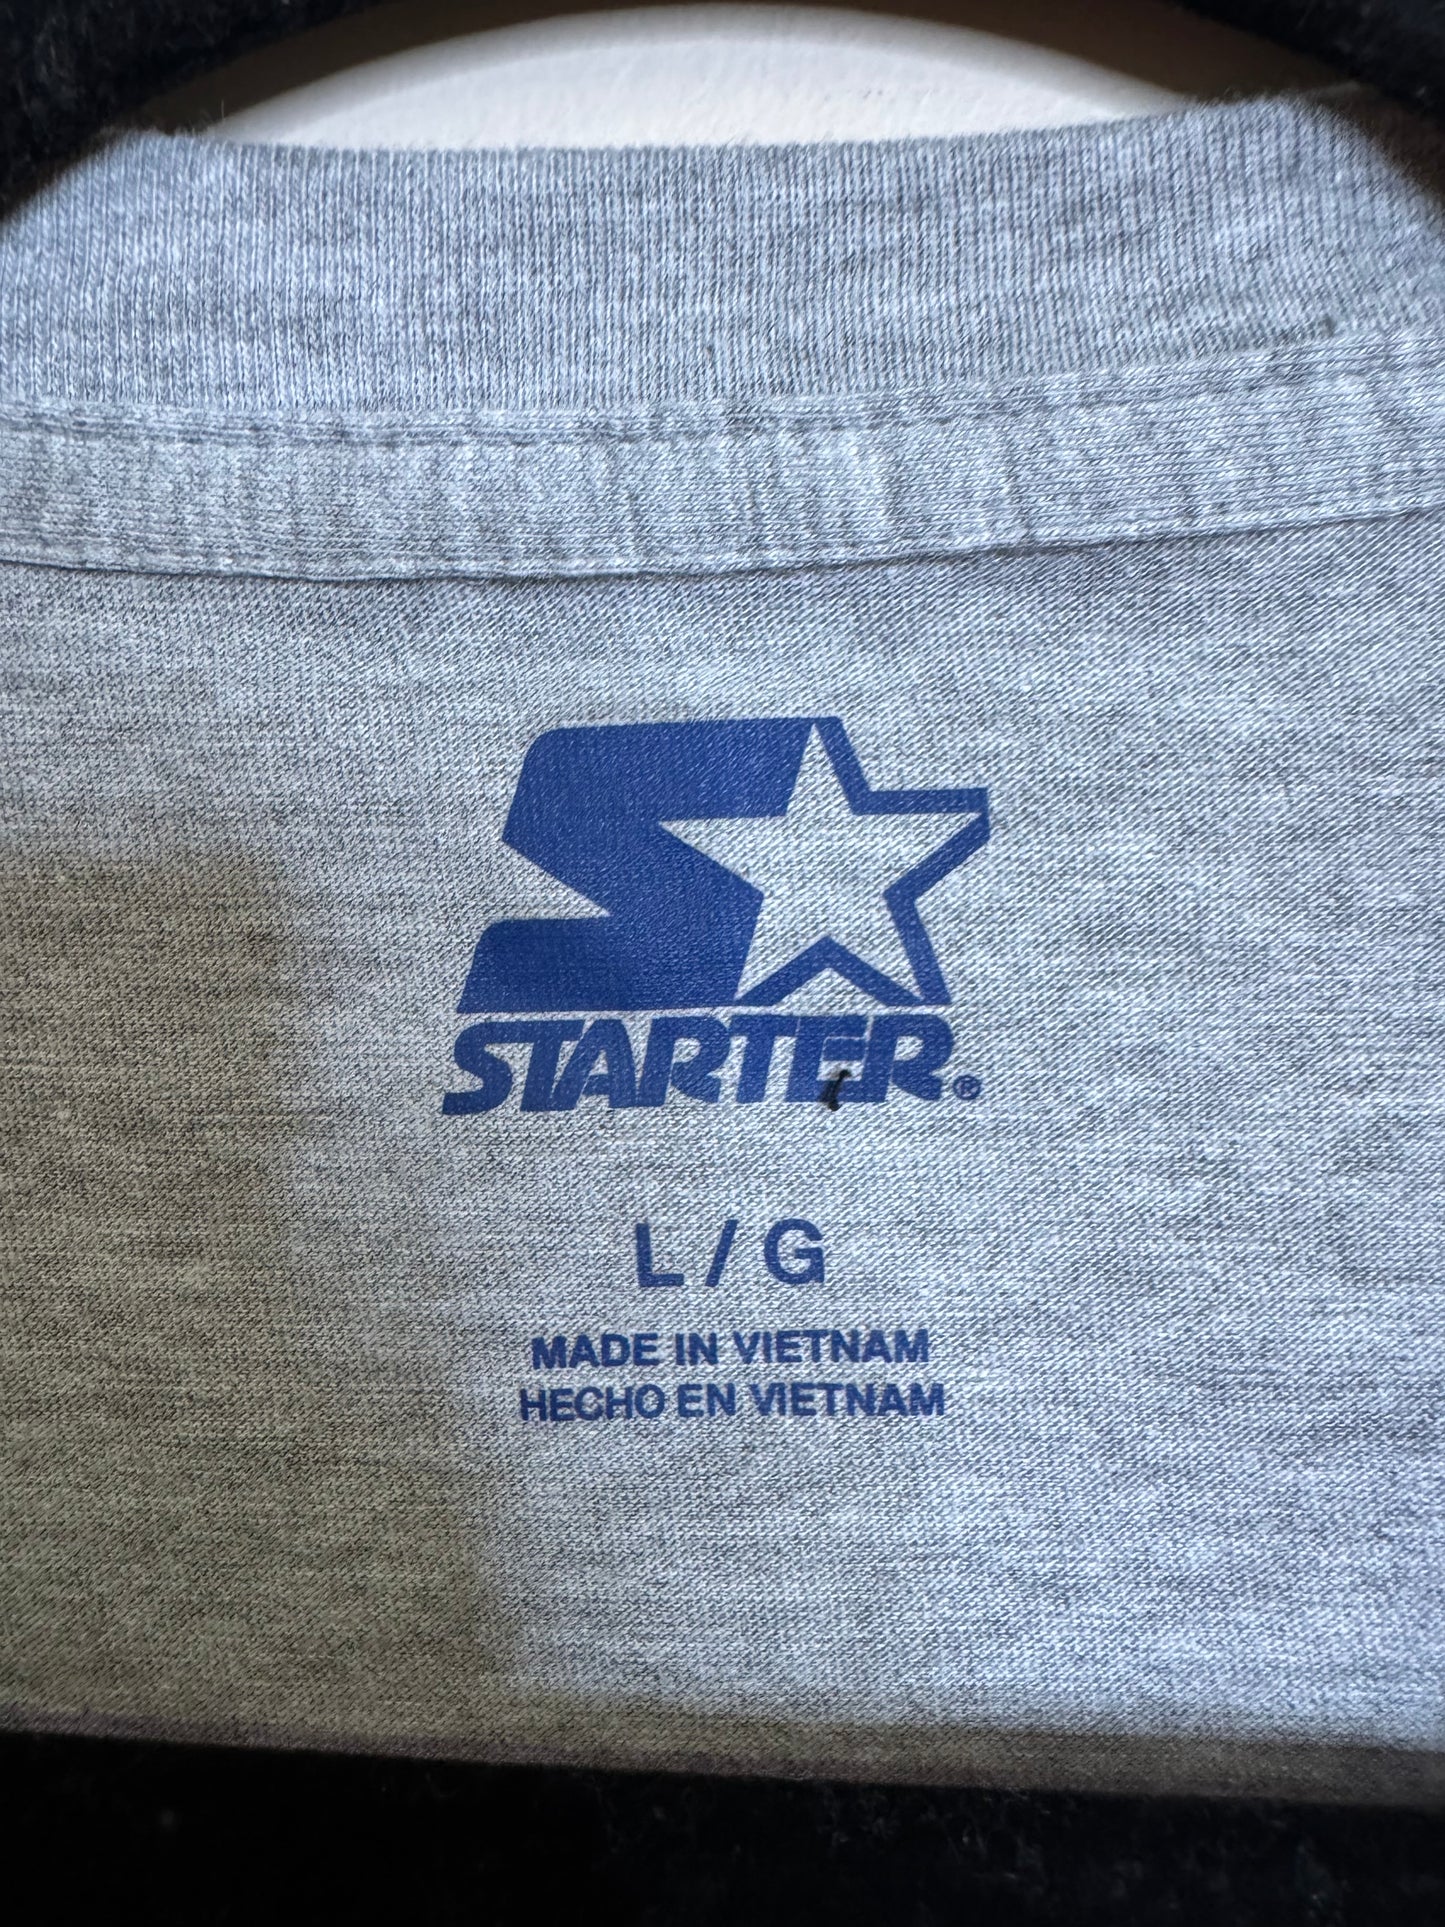 STARTER®
L / G
MADE IN VIETNAM
HECHO EN VIETNAM